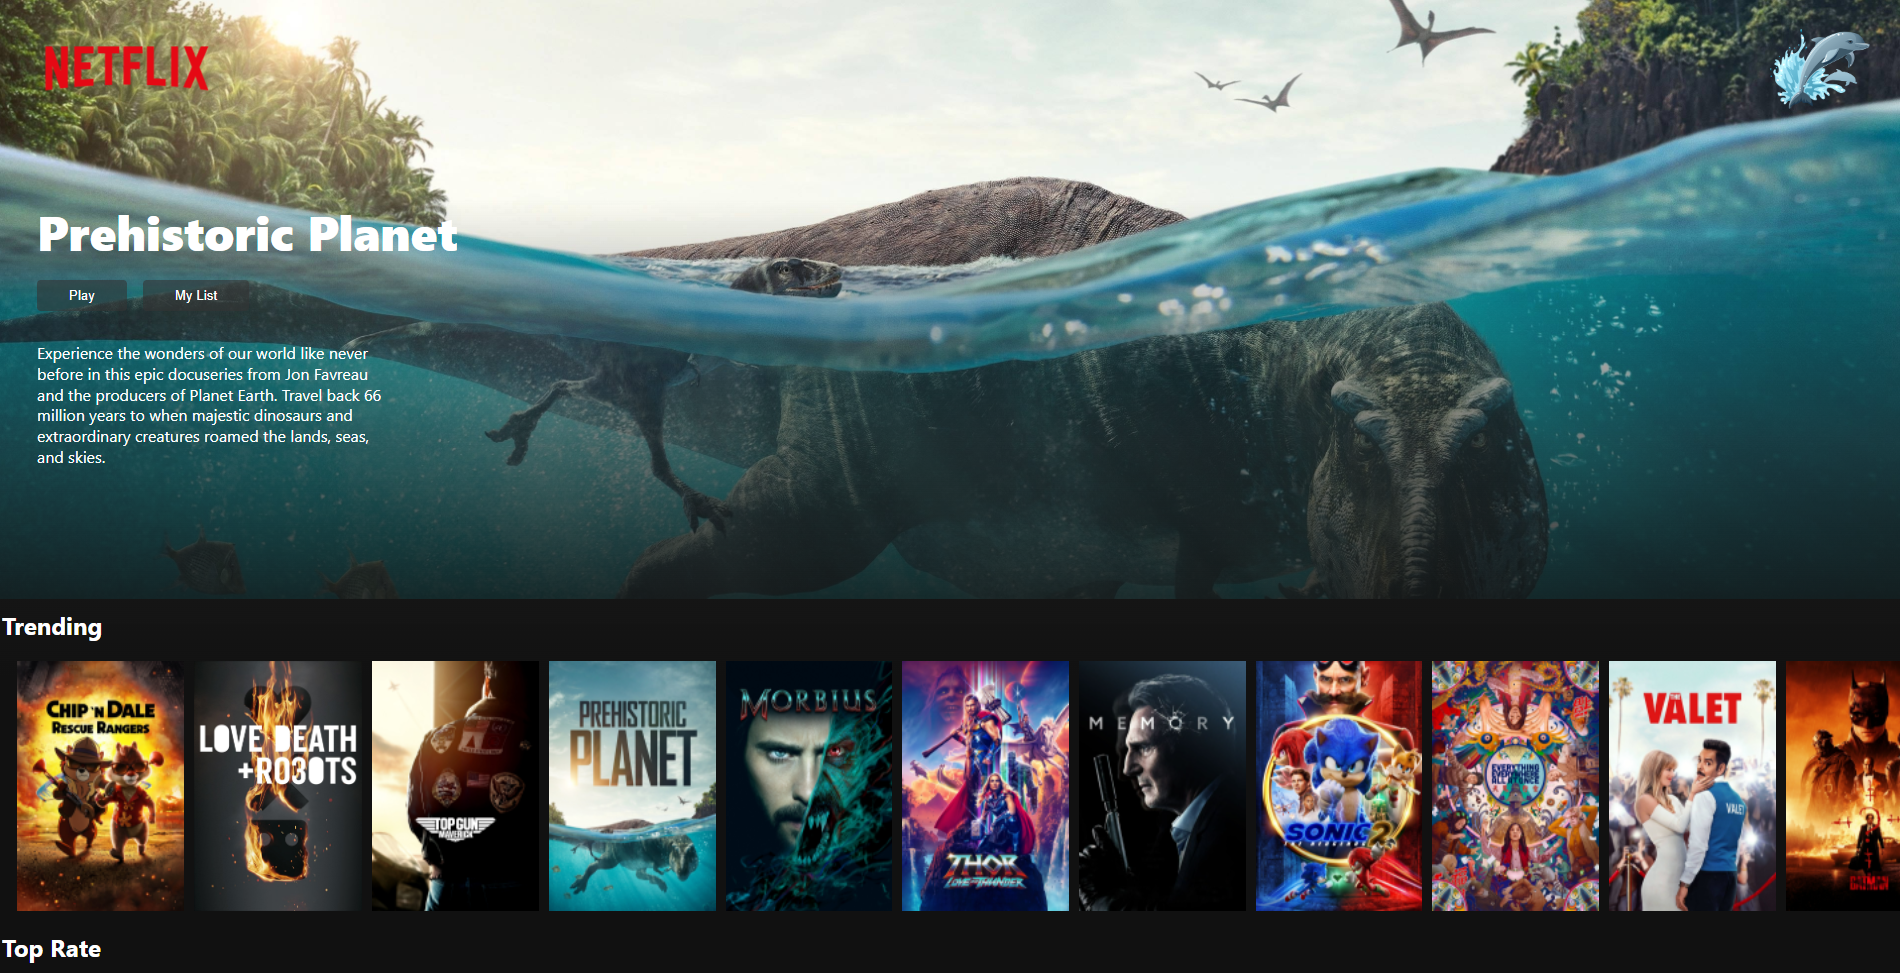 NETFLIX
Prehistoric Planet
Play
My List
Experience the wonders of our world like never
before in this epic docuseries from Jon Favreau
and the producers of Planet Earth. Travel back 66
million years to when majestic dinosaurs and
extraordinary creatures roamed the lands, seas,
and skies.
Trending
CHIP 'N DALE
RESCUE RANGERS
LOVE DEATH
+ROBOTS
TOP GUN
MAVERICK
PREHISTORIC
PLANET
MORBIUS
THOR
LOVE AND THUNDER
MEMORY
SONIC 2
THE HEDGEHOG
EVERYTHING
EVERYWHERE
ALL AT ONCE
VALET
VALET
THE
BATMAN
Top Rate